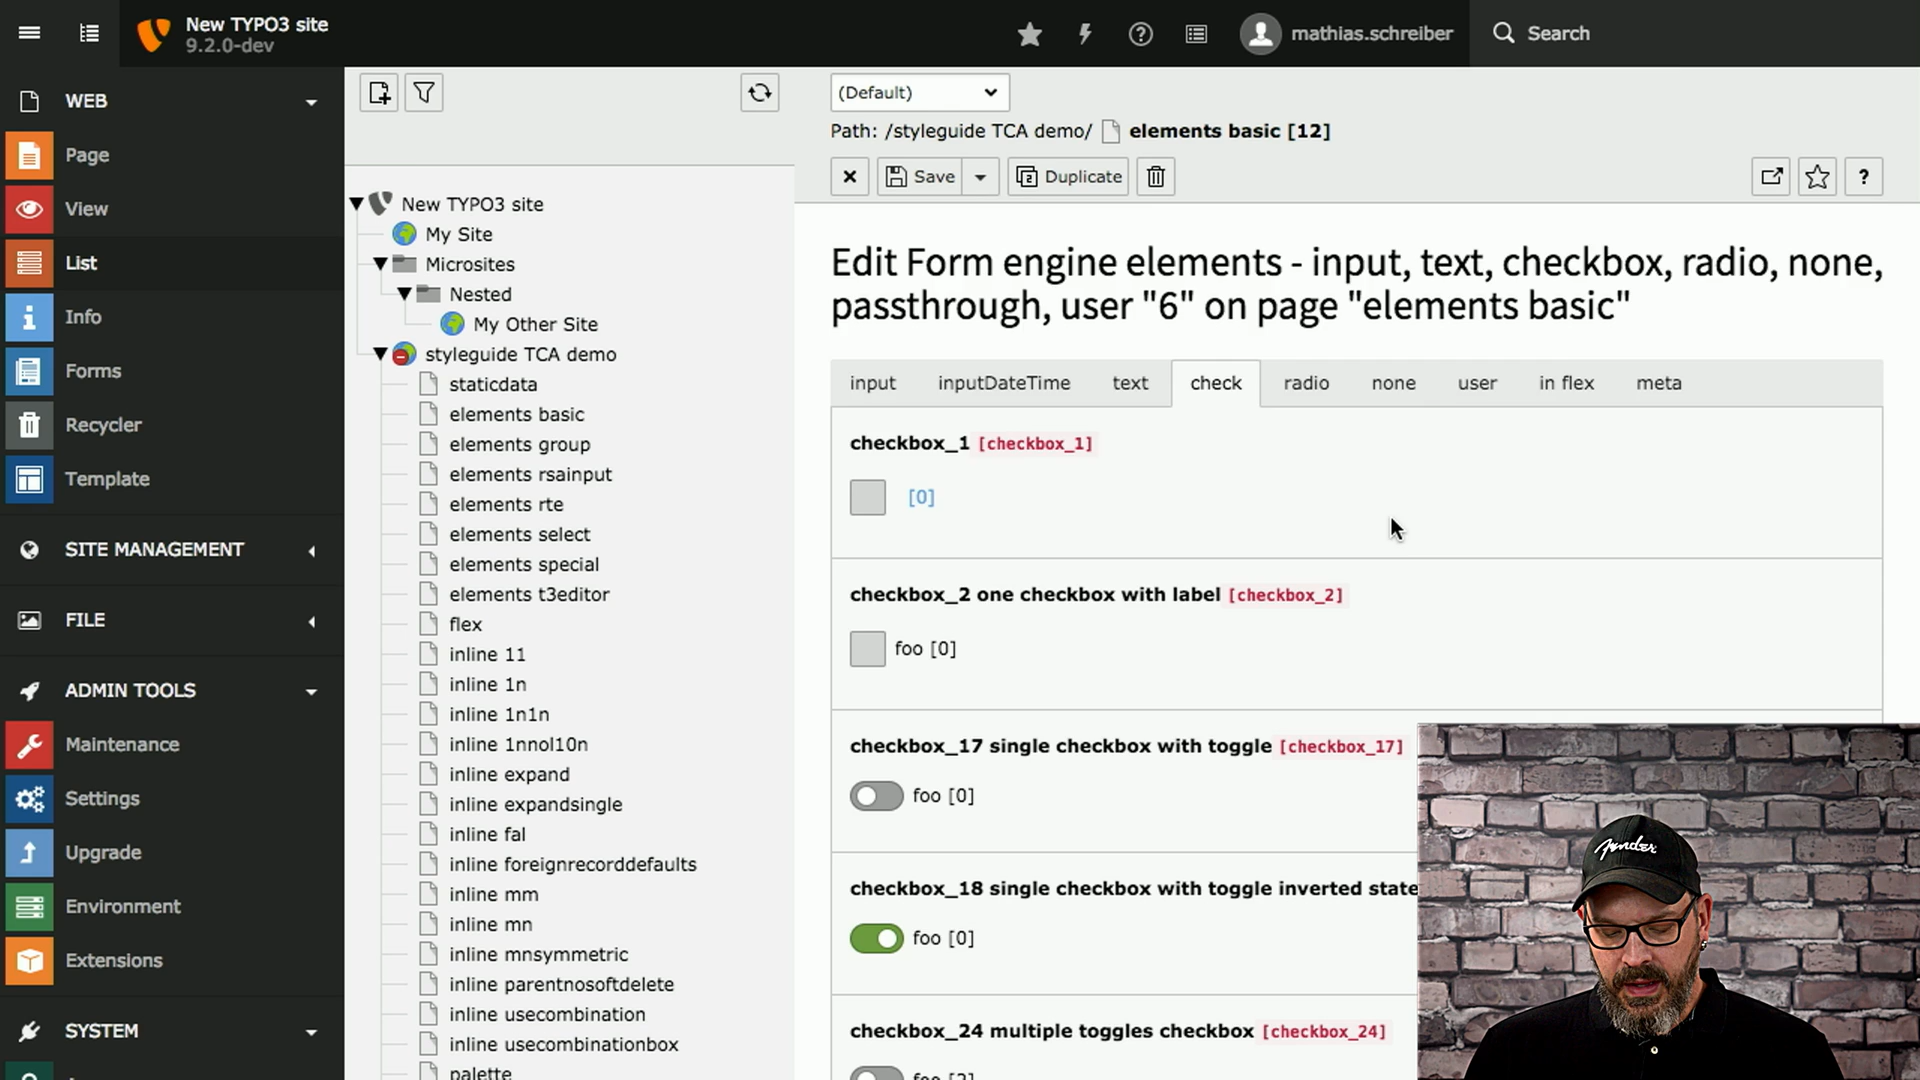 New TYPO3 site
9.2.0-dev
mathias.schreiber
Search
WEB
Page
View
List
Info
Forms
Recycler
Template
SITE MANAGEMENT
FILE
ADMIN TOOLS
Maintenance
Settings
Upgrade
Environment
Extensions
SYSTEM
New TYPO3 site
My Site
Microsites
Nested
My Other Site
styleguide TCA demo
staticdata
elements basic
elements group
elements rsainput
elements rte
elements select
elements special
elements t3editor
flex
inline 11
inline 1n
inline 1n1n
inline 1nnol10n
inline expand
inline expandsingle
inline fal
inline foreignrecorddefaults
inline mm
inline mn
inline mnsymmetric
inline parentnosoftdelete
inline usecombination
inline usecombinationbox
palette
(Default)
Path: /styleguide TCA demo/ elements basic [12]
Save
Duplicate
?
Edit Form engine elements - input, text, checkbox, radio, none,
passthrough, user "6" on page "elements basic"
input inputDateTime text check radio none user in flex meta
checkbox_1 [checkbox_1]
[0]
checkbox_2 one checkbox with label [checkbox_2]
foo [0]
checkbox_17 single checkbox with toggle [checkbox_17]
foo [0]
checkbox_18 single checkbox with toggle inverted state
foo [0]
checkbox_24 multiple toggles checkbox [checkbox_24]
foo [2]
Fender